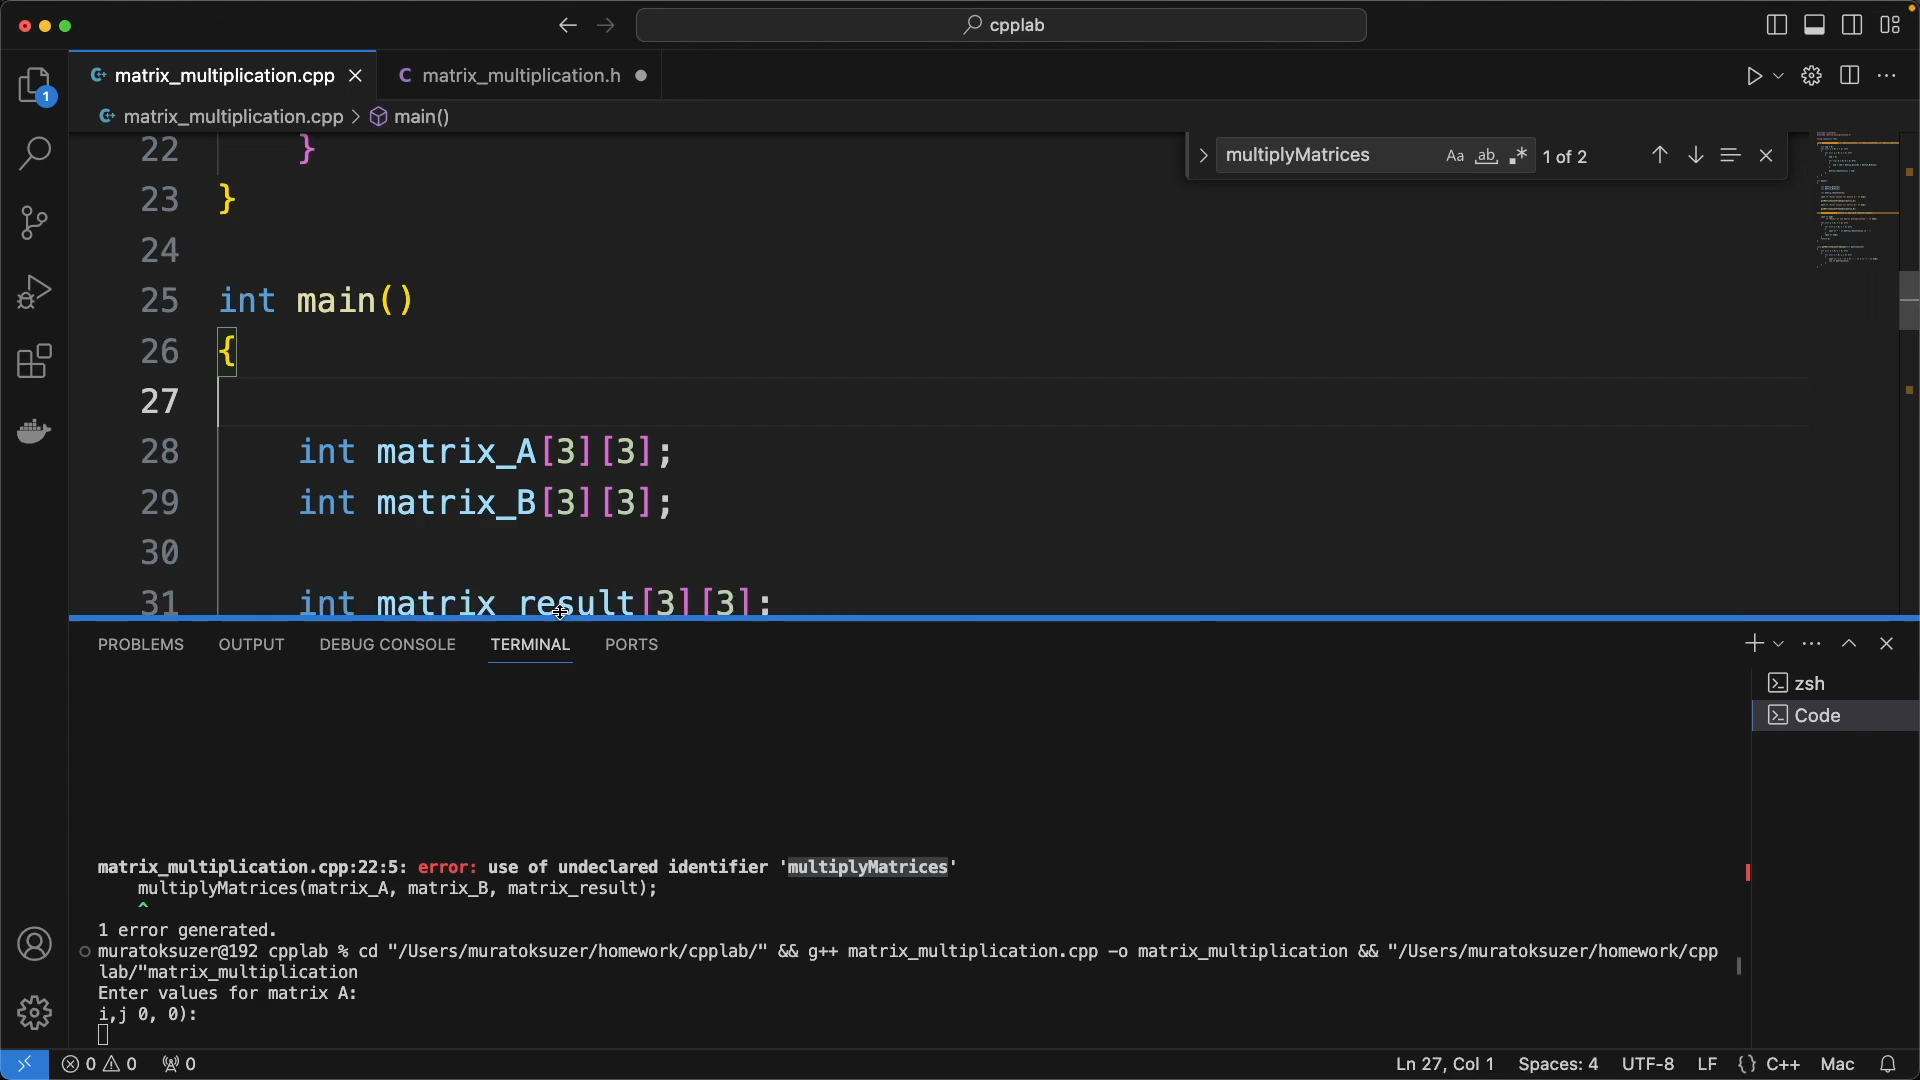 cpplab
matrix_multiplication.cpp
matrix_multiplication.h
1
matrix_multiplication.cpp > main()
multiplyMatrices Aa ab 1 of 2
22 }
23 }
24
25 int main()
26 {
27
28 int matrix_A[3][3];
29 int matrix_B[3][3];
30
31 int matrix_result[3][3];
PROBLEMS OUTPUT DEBUG CONSOLE TERMINAL PORTS
zsh
Code
matrix_multiplication.cpp:22:5: error: use of undeclared identifier 'multiplyMatrices'
multiplyMatrices(matrix_A, matrix_B, matrix_result);
^
1 error generated.
muratoksuzer@192 cpplab % cd "/Users/muratoksuzer/homework/cpplab/" && g++ matrix_multiplication.cpp -o matrix_multiplication && "/Users/muratoksuzer/homework/cpp
lab/"matrix_multiplication
Enter values for matrix A:
i,j 0, 0):
0 0 0 Ln 27, Col 1 Spaces: 4 UTF-8 LF {} C++ Mac